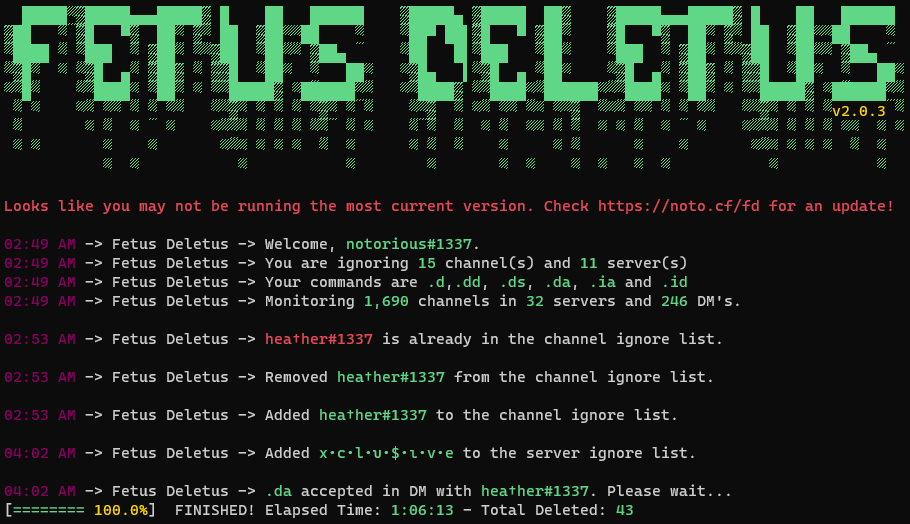 FETUS DELETUS
v2.0.3
Looks like you may not be running the most current version. Check https://noto.cf/fd for an update!
02:49 AM -> Fetus Deletus -> Welcome, notorious#1337.
02:49 AM -> Fetus Deletus -> You are ignoring 15 channel(s) and 11 server(s)
02:49 AM -> Fetus Deletus -> Your commands are .d,.dd, .ds, .da, .ia and .id
02:49 AM -> Fetus Deletus -> Monitoring 1,690 channels in 32 servers and 246 DM's.
02:53 AM -> Fetus Deletus -> hea†her#1337 is already in the channel ignore list.
02:53 AM -> Fetus Deletus -> Removed hea†her#1337 from the channel ignore list.
02:53 AM -> Fetus Deletus -> Added hea†her#1337 to the channel ignore list.
04:02 AM -> Fetus Deletus -> Added x·c·l·u·$·ι·v·e to the server ignore list.
04:02 AM -> Fetus Deletus -> .da accepted in DM with hea†her#1337. Please wait...
[======== 100.0%]  FINISHED! Elapsed Time: 1:06:13 - Total Deleted: 43